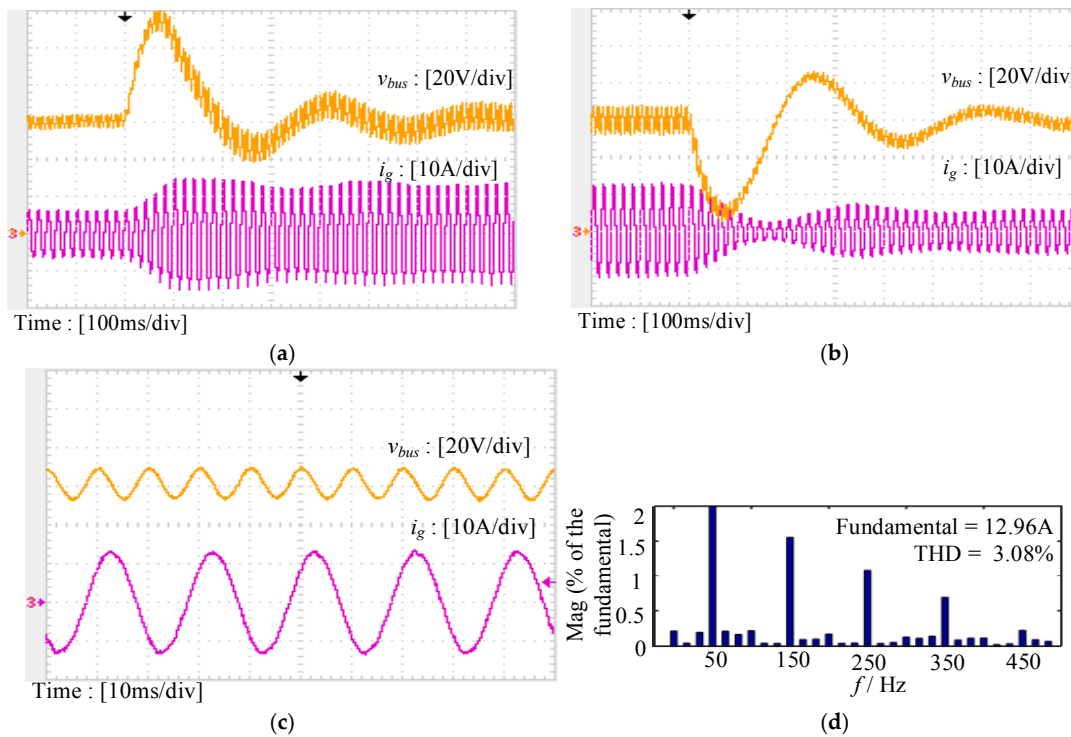 v_bus : [20V/div]
i_g : [10A/div]
3
Time : [100ms/div]
(a)
v_bus : [20V/div]
i_g : [10A/div]
3
Time : [100ms/div]
(b)
v_bus : [20V/div]
i_g : [10A/div]
3
Time : [10ms/div]
(c)
Mag (% of the
fundamental)
2
1.5
1
0.5
0
Fundamental = 12.96A
THD = 3.08%
50 150 250 350 450
f / Hz
(d)